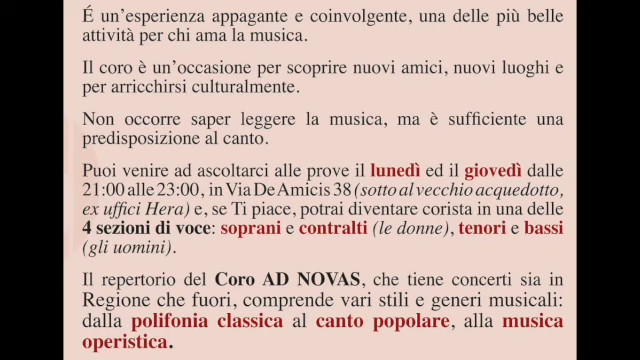 É un'esperienza appagante e coinvolgente, una delle più belle
attività per chi ama la musica.
Il coro è un'occasione per scoprire nuovi amici, nuovi luoghi e
per arricchirsi culturalmente.
Non occorre saper leggere la musica, ma è sufficiente una
predisposizione al canto.
Puoi venire ad ascoltarci alle prove il lunedì ed il giovedì dalle
21:00 alle 23:00, in Via De Amicis 38 (sotto al vecchio acquedotto,
ex uffici Hera) e, se Ti piace, potrai diventare corista in una delle
4 sezioni di voce: soprani e contralti (le donne), tenori e bassi
(gli uomini).
Il repertorio del Coro AD NOVAS, che tiene concerti sia in
Regione che fuori, comprende vari stili e generi musicali:
dalla polifonia classica al canto popolare, alla musica
operistica.